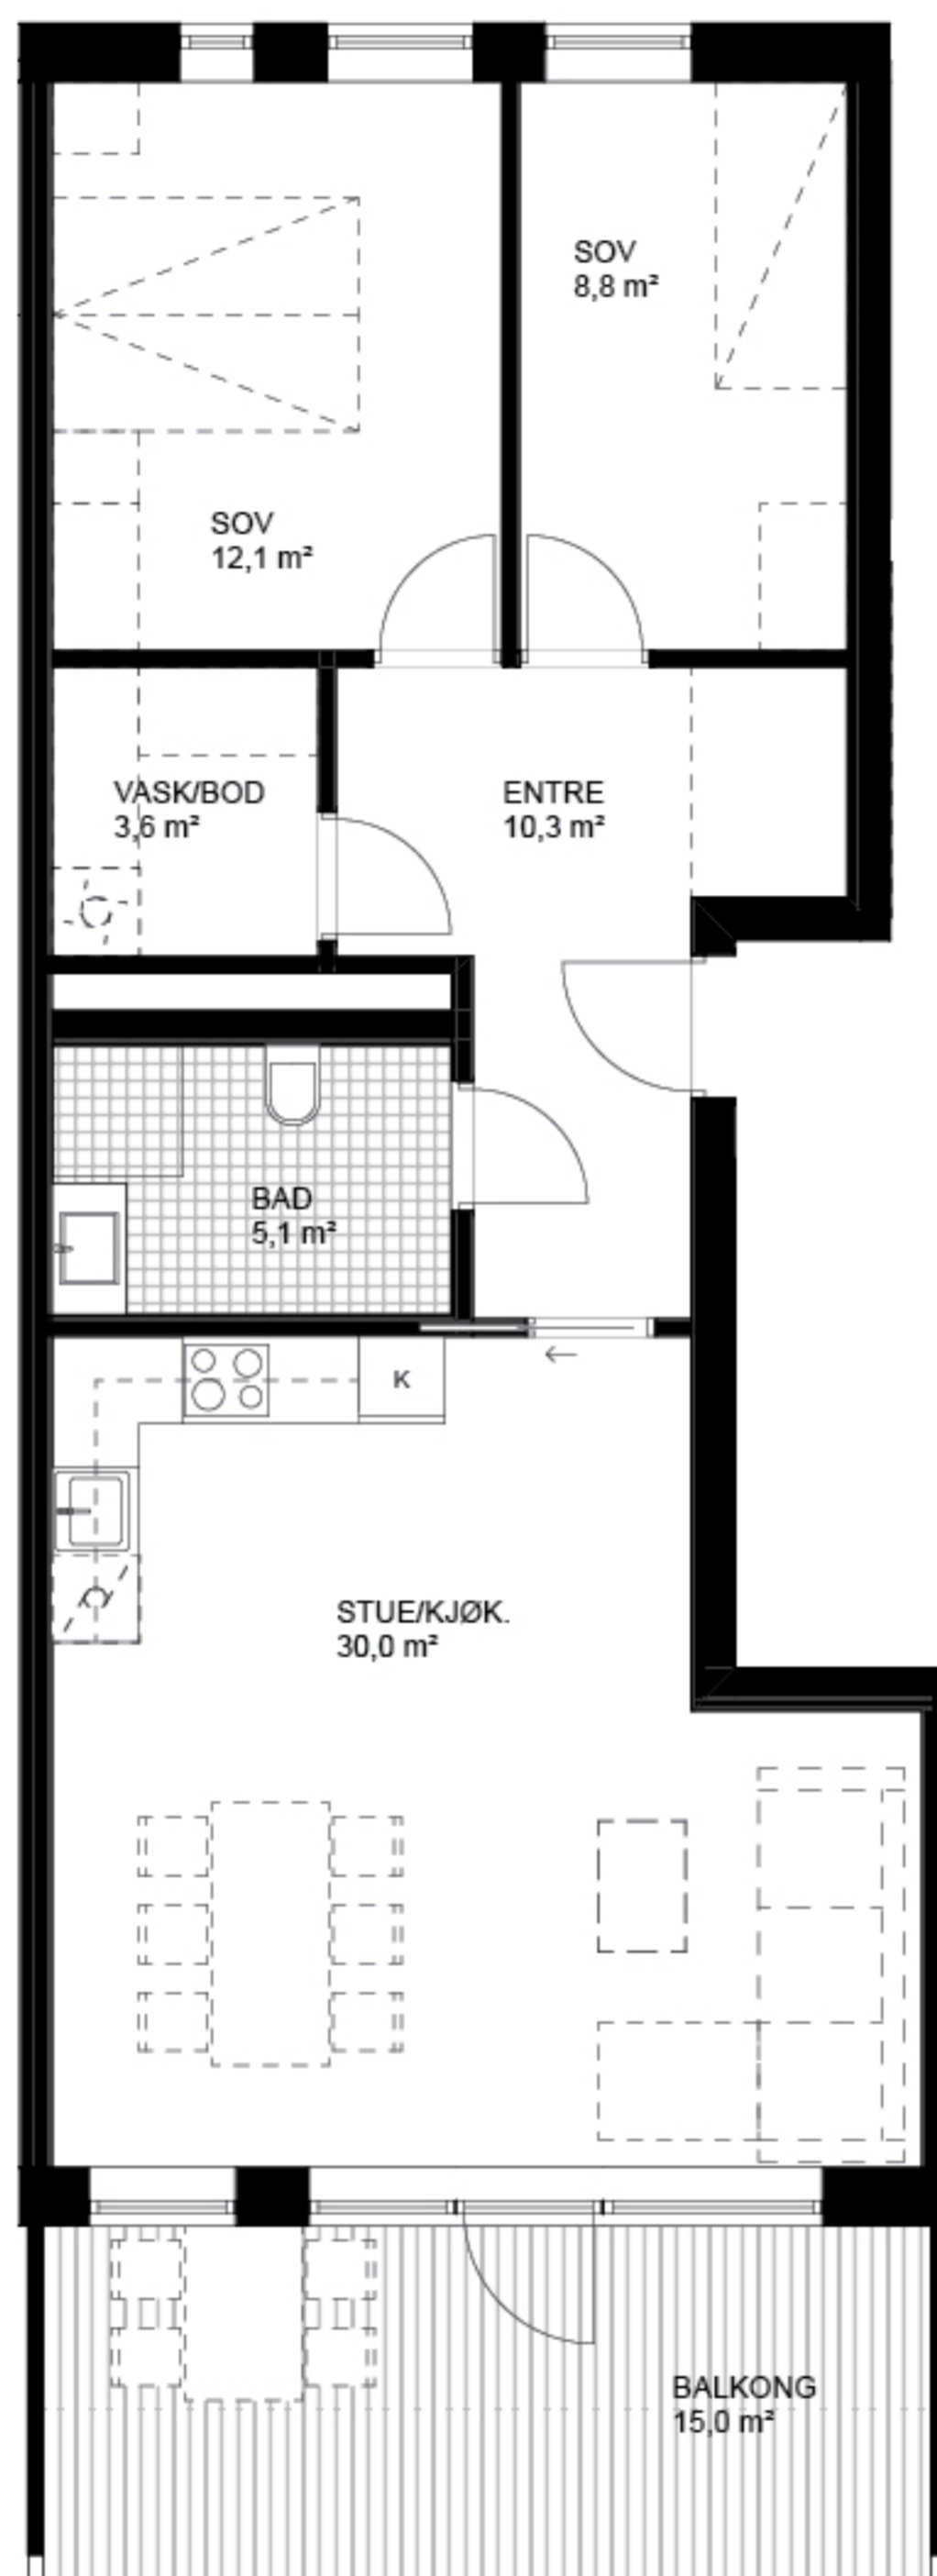 SOV
8,8 m²
SOV
12,1 m²
VASK/BOD
3,6 m²
ENTRE
10,3 m²
BAD
5,1 m²
K
STUE/KJØK.
30,0 m²
BALKONG
15,0 m²